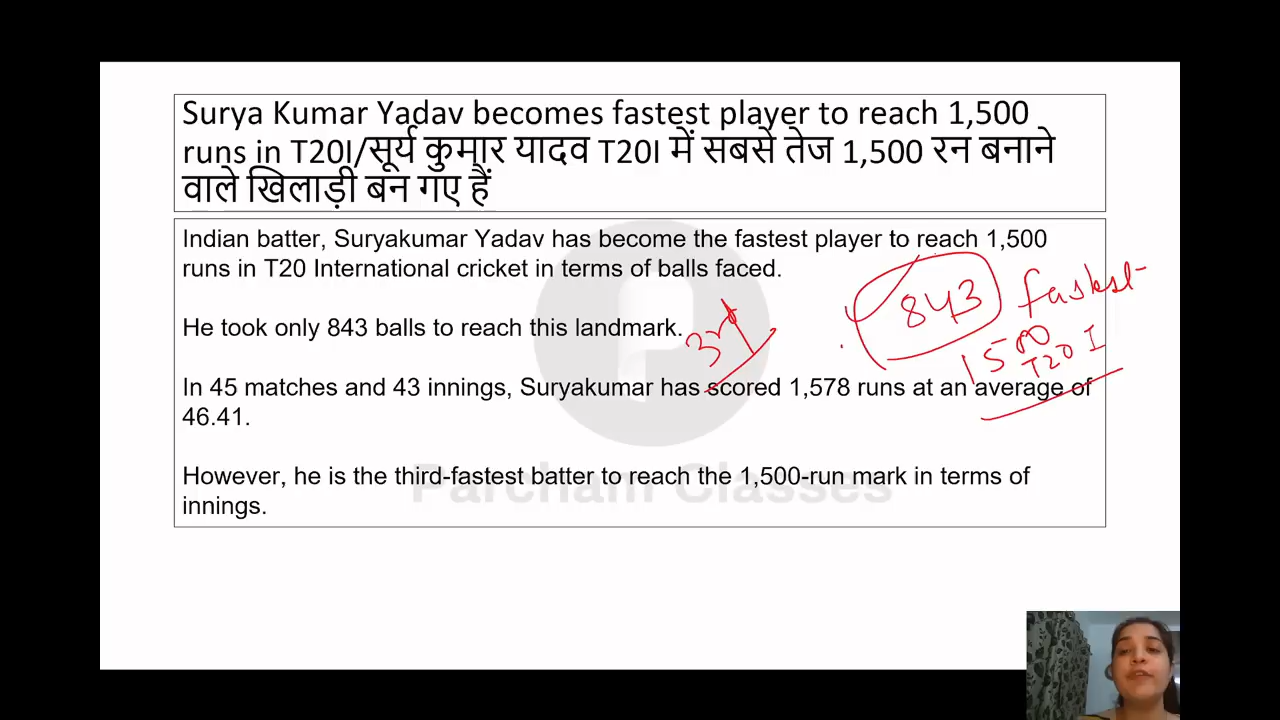 Surya Kumar Yadav becomes fastest player to reach 1,500
runs in T20I/सूर्य कुमार यादव T20I में सबसे तेज 1,500 रन बनाने
वाले खिलाड़ी बन गए हैं
Indian batter, Suryakumar Yadav has become the fastest player to reach 1,500
runs in T20 International cricket in terms of balls faced.
843 fastest
1500
T20 I
He took only 843 balls to reach this landmark.
3rd
In 45 matches and 43 innings, Suryakumar has scored 1,578 runs at an average of
46.41.
However, he is the third-fastest batter to reach the 1,500-run mark in terms of
innings.
Parcham Classes